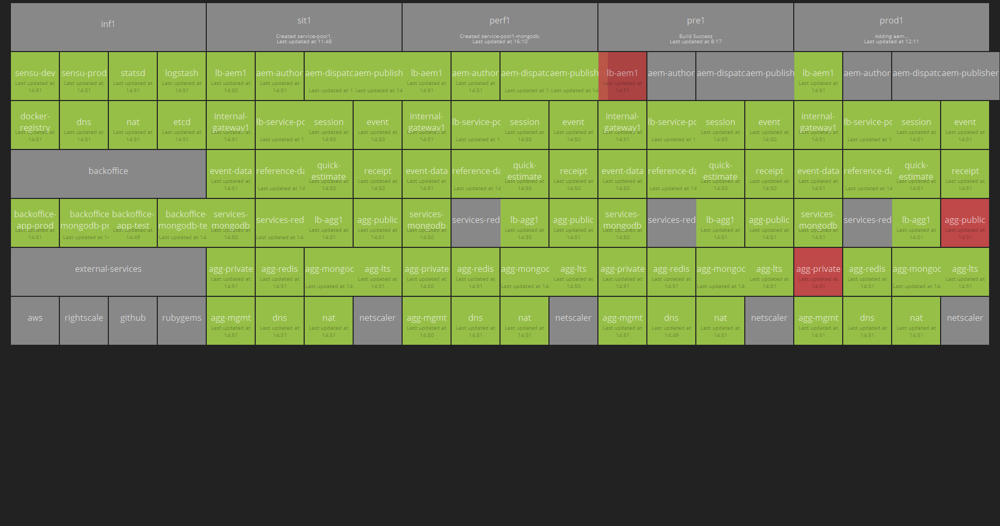 inf1
sit1
Created service-pool1.
Last updated at 11:48
perf1
Created service-pool1-mongodb.
Last updated at 16:10
pre1
Build Success
Last updated at 8:17
prod1
Adding aem...
Last updated at 12:11
sensu-dev
Last updated at
14:51
sensu-prod
Last updated at
14:51
statsd
Last updated at
14:51
logstash
Last updated at
14:51
lb-aem1
Last updated at
14:50
aem-author
Last updated at
14:51
aem-dispatc
Last updated at 1
aem-publish
Last updated at 14
lb-aem1
Last updated at
14:51
aem-author
Last updated at
14:51
aem-dispatc
Last updated at 1
aem-publishe
Last updated at 14
lb-aem1
Last updated at
14:51
aem-author
aem-dispatc
aem-publish
lb-aem1
Last updated at
14:51
aem-author
aem-dispatc
aem-publisher
docker-
registry
Last updated at
14:51
dns
Last updated at
14:51
nat
Last updated at
14:51
etcd
Last updated at
14:51
internal-
gateway1
Last updated at
14:51
lb-service-po
Last updated at 1
session
Last updated at
14:50
event
Last updated at
14:50
internal-
gateway1
Last updated at
14:51
lb-service-po
Last updated at 1
session
Last updated at
14:50
event
Last updated at
14:50
internal-
gateway1
Last updated at
14:51
lb-service-po
Last updated at 1
session
Last updated at
14:50
event
Last updated at
14:50
internal-
gateway1
Last updated at
14:51
lb-service-po
Last updated at 1
session
Last updated at
14:51
event
Last updated at
14:51
backoffice
event-data
Last updated at
14:51
reference-da
Last updated at 14
quick-
estimate
Last updated at
14:50
receipt
Last updated at
14:50
event-data
Last updated at
14:51
reference-da
Last updated at 14
quick-
estimate
Last updated at
14:50
receipt
Last updated at
14:50
event-data
Last updated at
14:50
reference-da
Last updated at 14
quick-
estimate
Last updated at
14:50
receipt
Last updated at
14:50
event-data
Last updated at
14:51
reference-da
Last updated at 14
quick-
estimate
Last updated at
14:51
receipt
Last updated at
14:51
backoffice-
app-prod
Last updated at
14:51
backoffice
mongodb-pr
Last updated at 14
backoffice-
app-test
Last updated at
14:49
backoffice-
mongodb-te
Last updated at 14
services-
mongodb
Last updated at
14:50
services-red
Last updated at 14:
lb-agg1
Last updated at
14:51
agg-public
Last updated at
14:51
services-
mongodb
Last updated at
14:50
services-red
lb-agg1
Last updated at
14:50
agg-public
Last updated at
14:51
services-
mongodb
Last updated at
14:50
services-red
lb-agg1
Last updated at
14:51
agg-public
Last updated at
14:51
services-
mongodb
Last updated at
14:51
services-red
lb-agg1
Last updated at
14:51
agg-public
Last updated at
14:51
external-services
agg-private
Last updated at
14:51
agg-redis
Last updated at
14:51
agg-mongoc
Last updated at 14:
agg-lts
Last updated at
14:51
agg-private
Last updated at
14:50
agg-redis
Last updated at
14:51
agg-mongoc
Last updated at 14:
agg-lts
Last updated at
14:50
agg-private
Last updated at
14:51
agg-redis
Last updated at
14:51
agg-mongoc
Last updated at 14:
agg-lts
Last updated at
14:51
agg-private
Last updated at
14:51
agg-redis
Last updated at
14:51
agg-mongoc
Last updated at 14:
agg-lts
Last updated at
14:51
aws
rightscale
github
rubygems
agg-mgmt
Last updated at
14:51
dns
Last updated at
14:51
nat
Last updated at
14:51
netscaler
agg-mgmt
Last updated at
14:50
dns
Last updated at
14:51
nat
Last updated at
14:51
netscaler
agg-mgmt
Last updated at
14:51
dns
Last updated at
14:49
nat
Last updated at
14:51
netscaler
agg-mgmt
Last updated at
14:51
dns
Last updated at
14:51
nat
Last updated at
14:51
netscaler